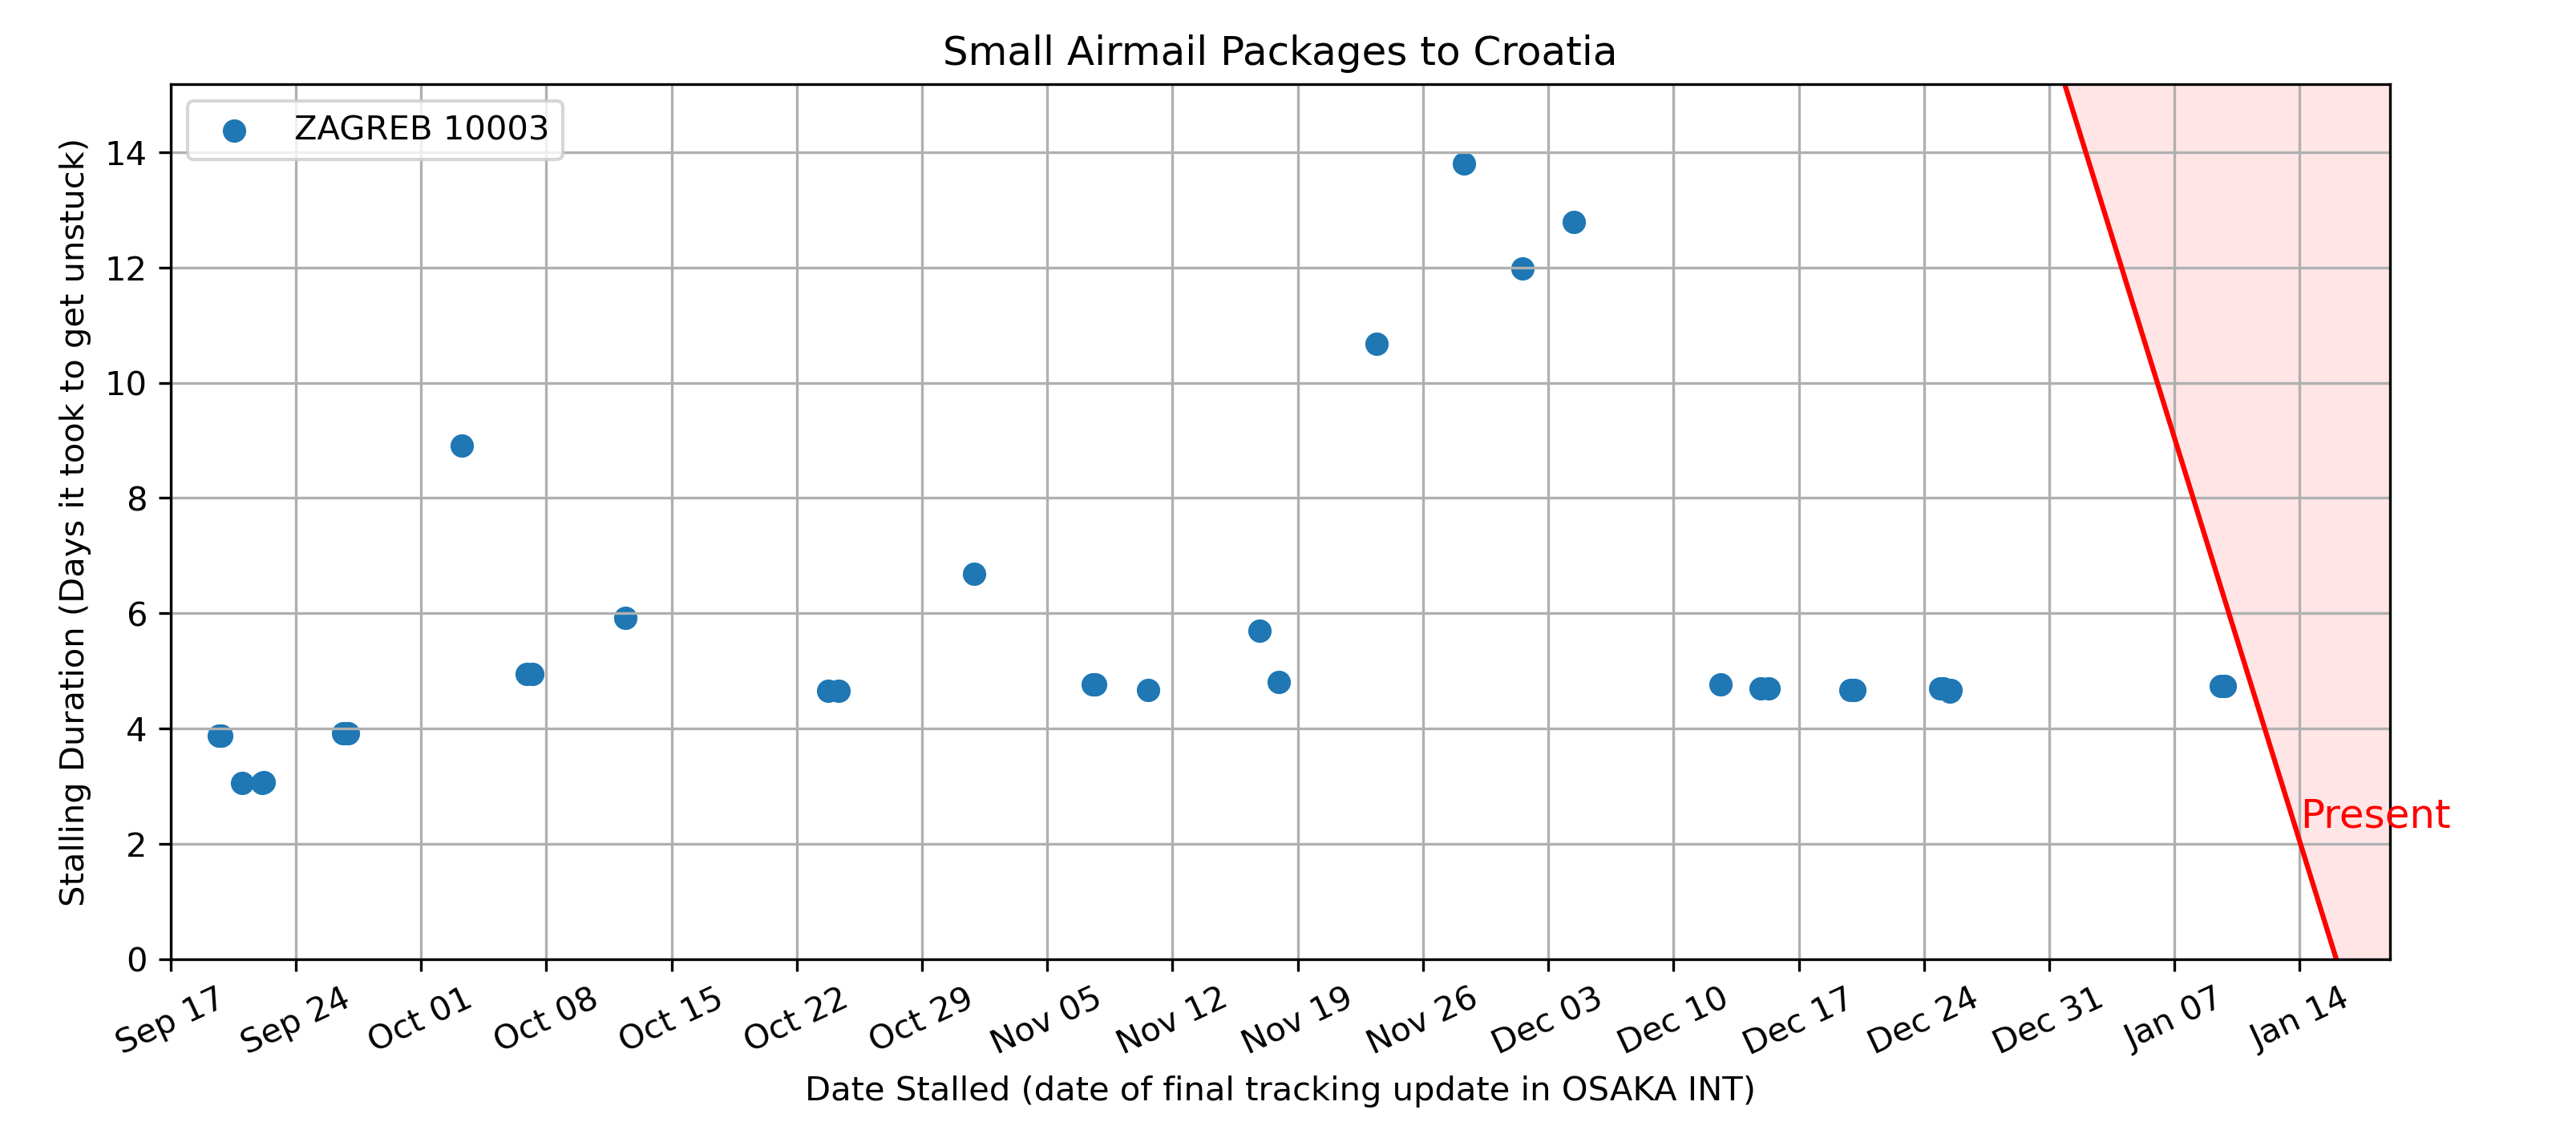 Small Airmail Packages to Croatia
ZAGREB 10003
Stalling Duration (Days it took to get unstuck)
14
12
10
8
6
4
2
0
Present
Sep 17
Sep 24
Oct 01
Oct 08
Oct 15
Oct 22
Oct 29
Nov 05
Nov 12
Nov 19
Nov 26
Dec 03
Dec 10
Dec 17
Dec 24
Dec 31
Jan 07
Jan 14
Date Stalled (date of final tracking update in OSAKA INT)